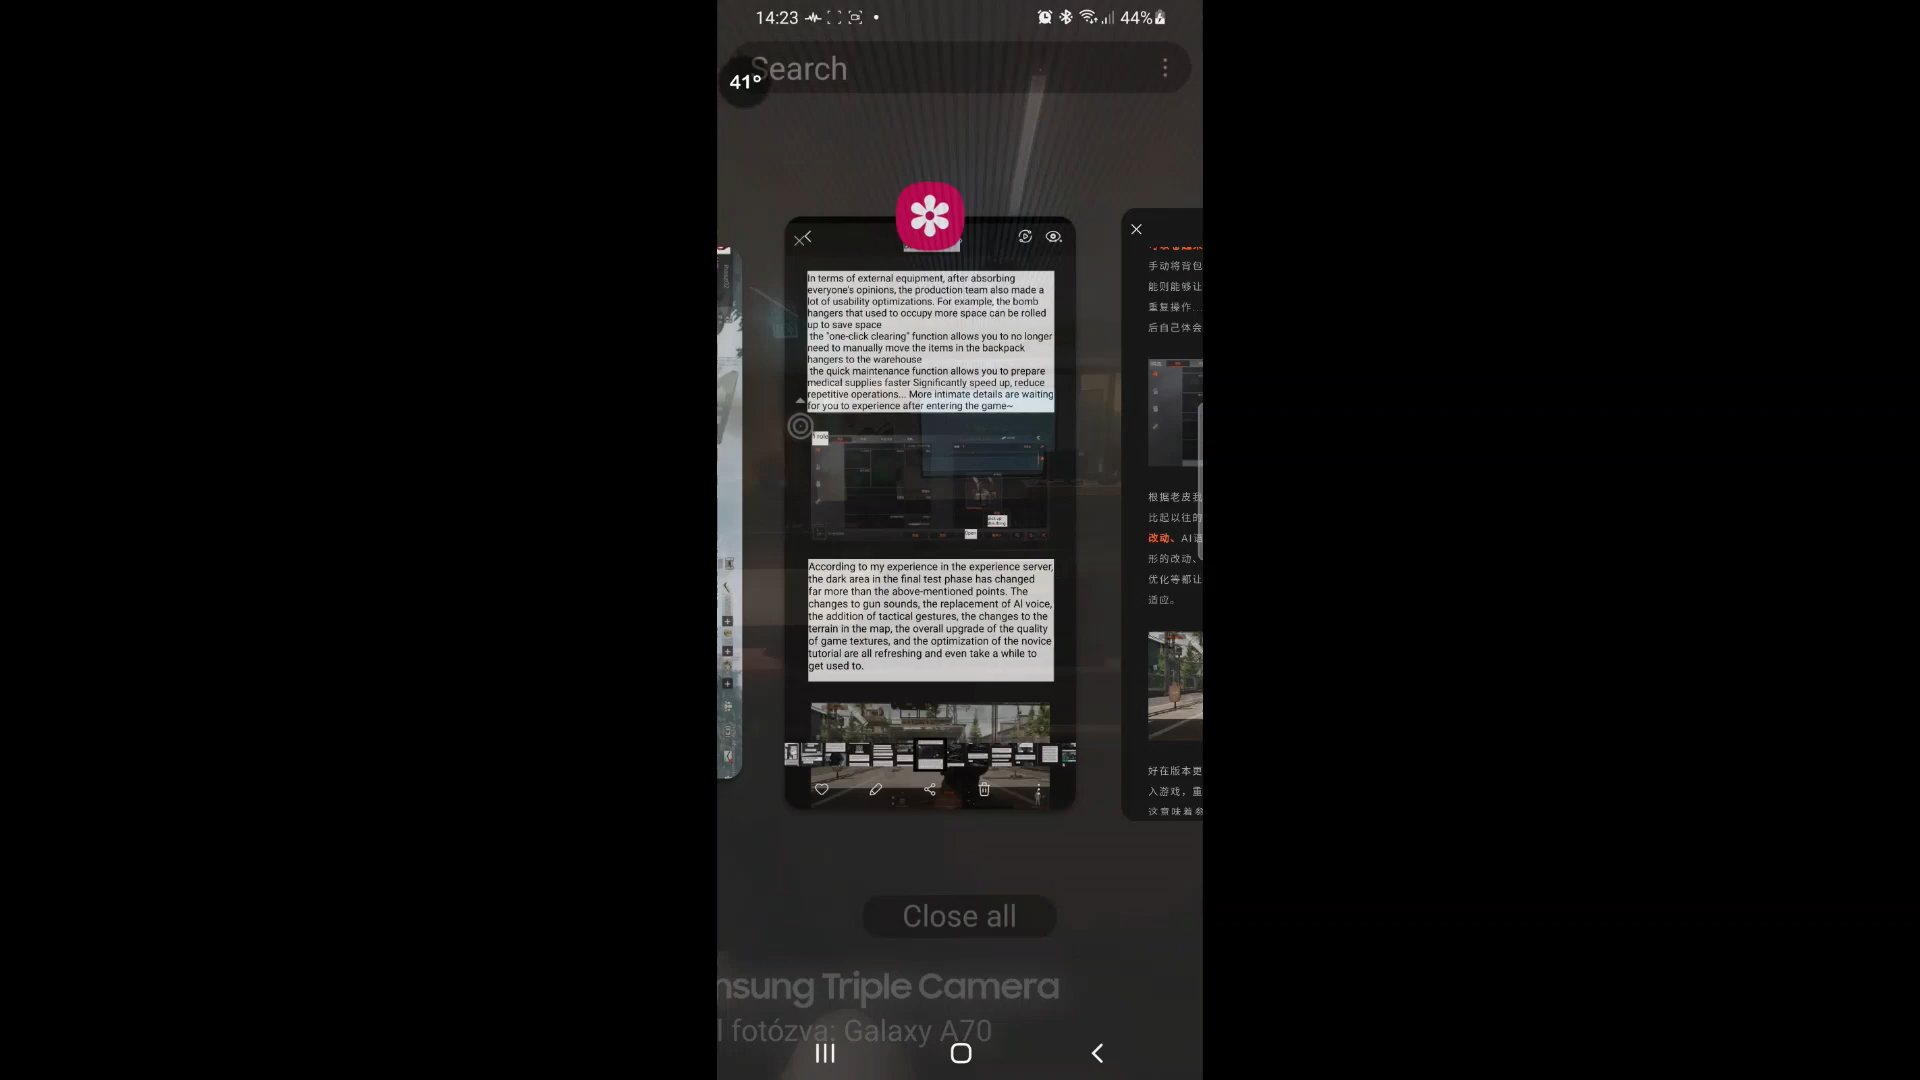 14:23
44%
Search
41°
In terms of external equipment, after absorbing
everyone's opinions, the production team also made a
lot of usability optimizations. For example, the bomb
hangers that used to occupy more space can be rolled
up to save space
the "one-click clearing" function allows you to no longer
need to manually move the items in the backpack
hangers to the warehouse
the quick maintenance function allows you to prepare
medical supplies faster Significantly speed up, reduce
repetitive operations... More intimate details are waiting
for you to experience after entering the game~
Open
According to my experience in the experience server,
the dark area in the final test phase has changed
far more than the above-mentioned points. The
changes to gun sounds, the replacement of AI voice,
the addition of tactical gestures, the changes to the
terrain in the map, the overall upgrade of the quality
of game textures, and the optimization of the novice
tutorial are all refreshing and even take a while to
get used to.
手动将背包
能则能够让
重复操作...
后自己体会
根据老皮我
比起以往的
改动、AI语
形的改动、
优化等都让
适应。
好在版本更
入游戏，重
这意味着
Close all
nsung Triple Camera
l fotózva: Galaxy A70